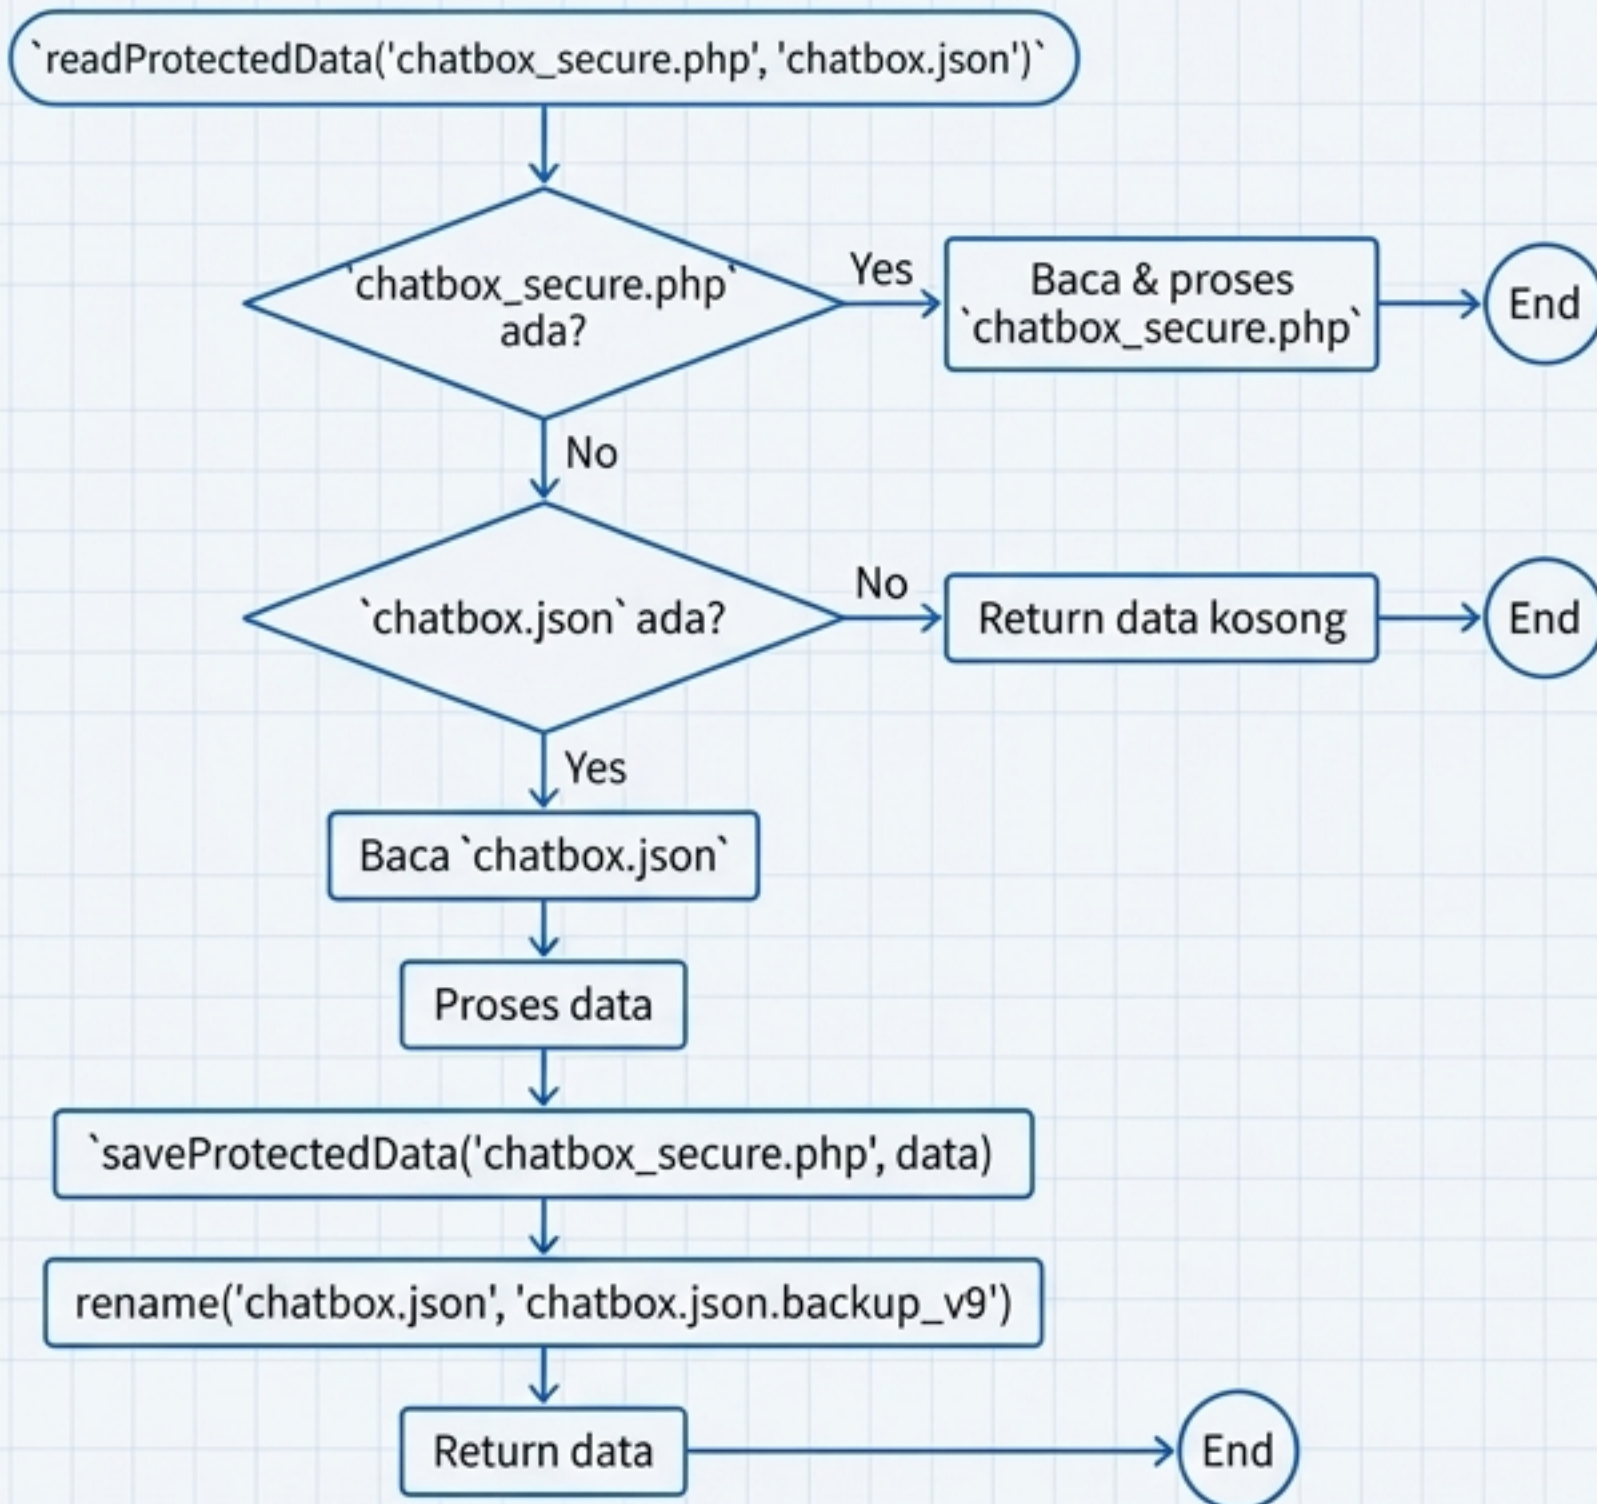 `readProtectedData('chatbox_secure.php', 'chatbox.json')`
`chatbox_secure.php`
ada?
Yes
Baca & proses
`chatbox_secure.php`
End
No
`chatbox.json` ada?
No
Return data kosong
End
Yes
Baca `chatbox.json`
Proses data
`saveProtectedData('chatbox_secure.php', data)
rename('chatbox.json', 'chatbox.json.backup_v9')
Return data
End